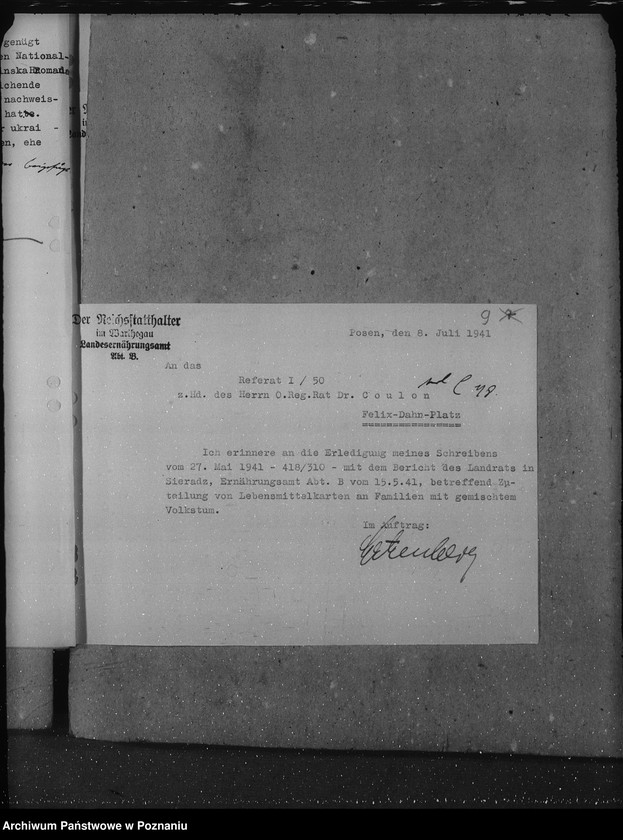 genügt
en National-
inska Hromada
ichende
nachweis-
hatte.
r ukrai -
en, ehe
Der Reichsstatthalter
im Warthegau
Landesernährungsamt
Abt. B.
9
Posen, den 8. Juli 1941
An das
Referat I / 50
z.Hd. des Herrn O.Reg.Rat Dr. C o u l o n
Felix-Dahn-Platz
Ich erinnere an die Erledigung meines Schreibens
vom 27. Mai 1941 - 418/310 - mit dem Bericht des Landrats in
Sieradz, Ernährungsamt Abt. B vom 15.5.41, betreffend Zu-
teilung von Lebensmittelkarten an Familien mit gemischtem
Volkstum.
Im Auftrag:
Archiwum Państwowe w Poznaniu